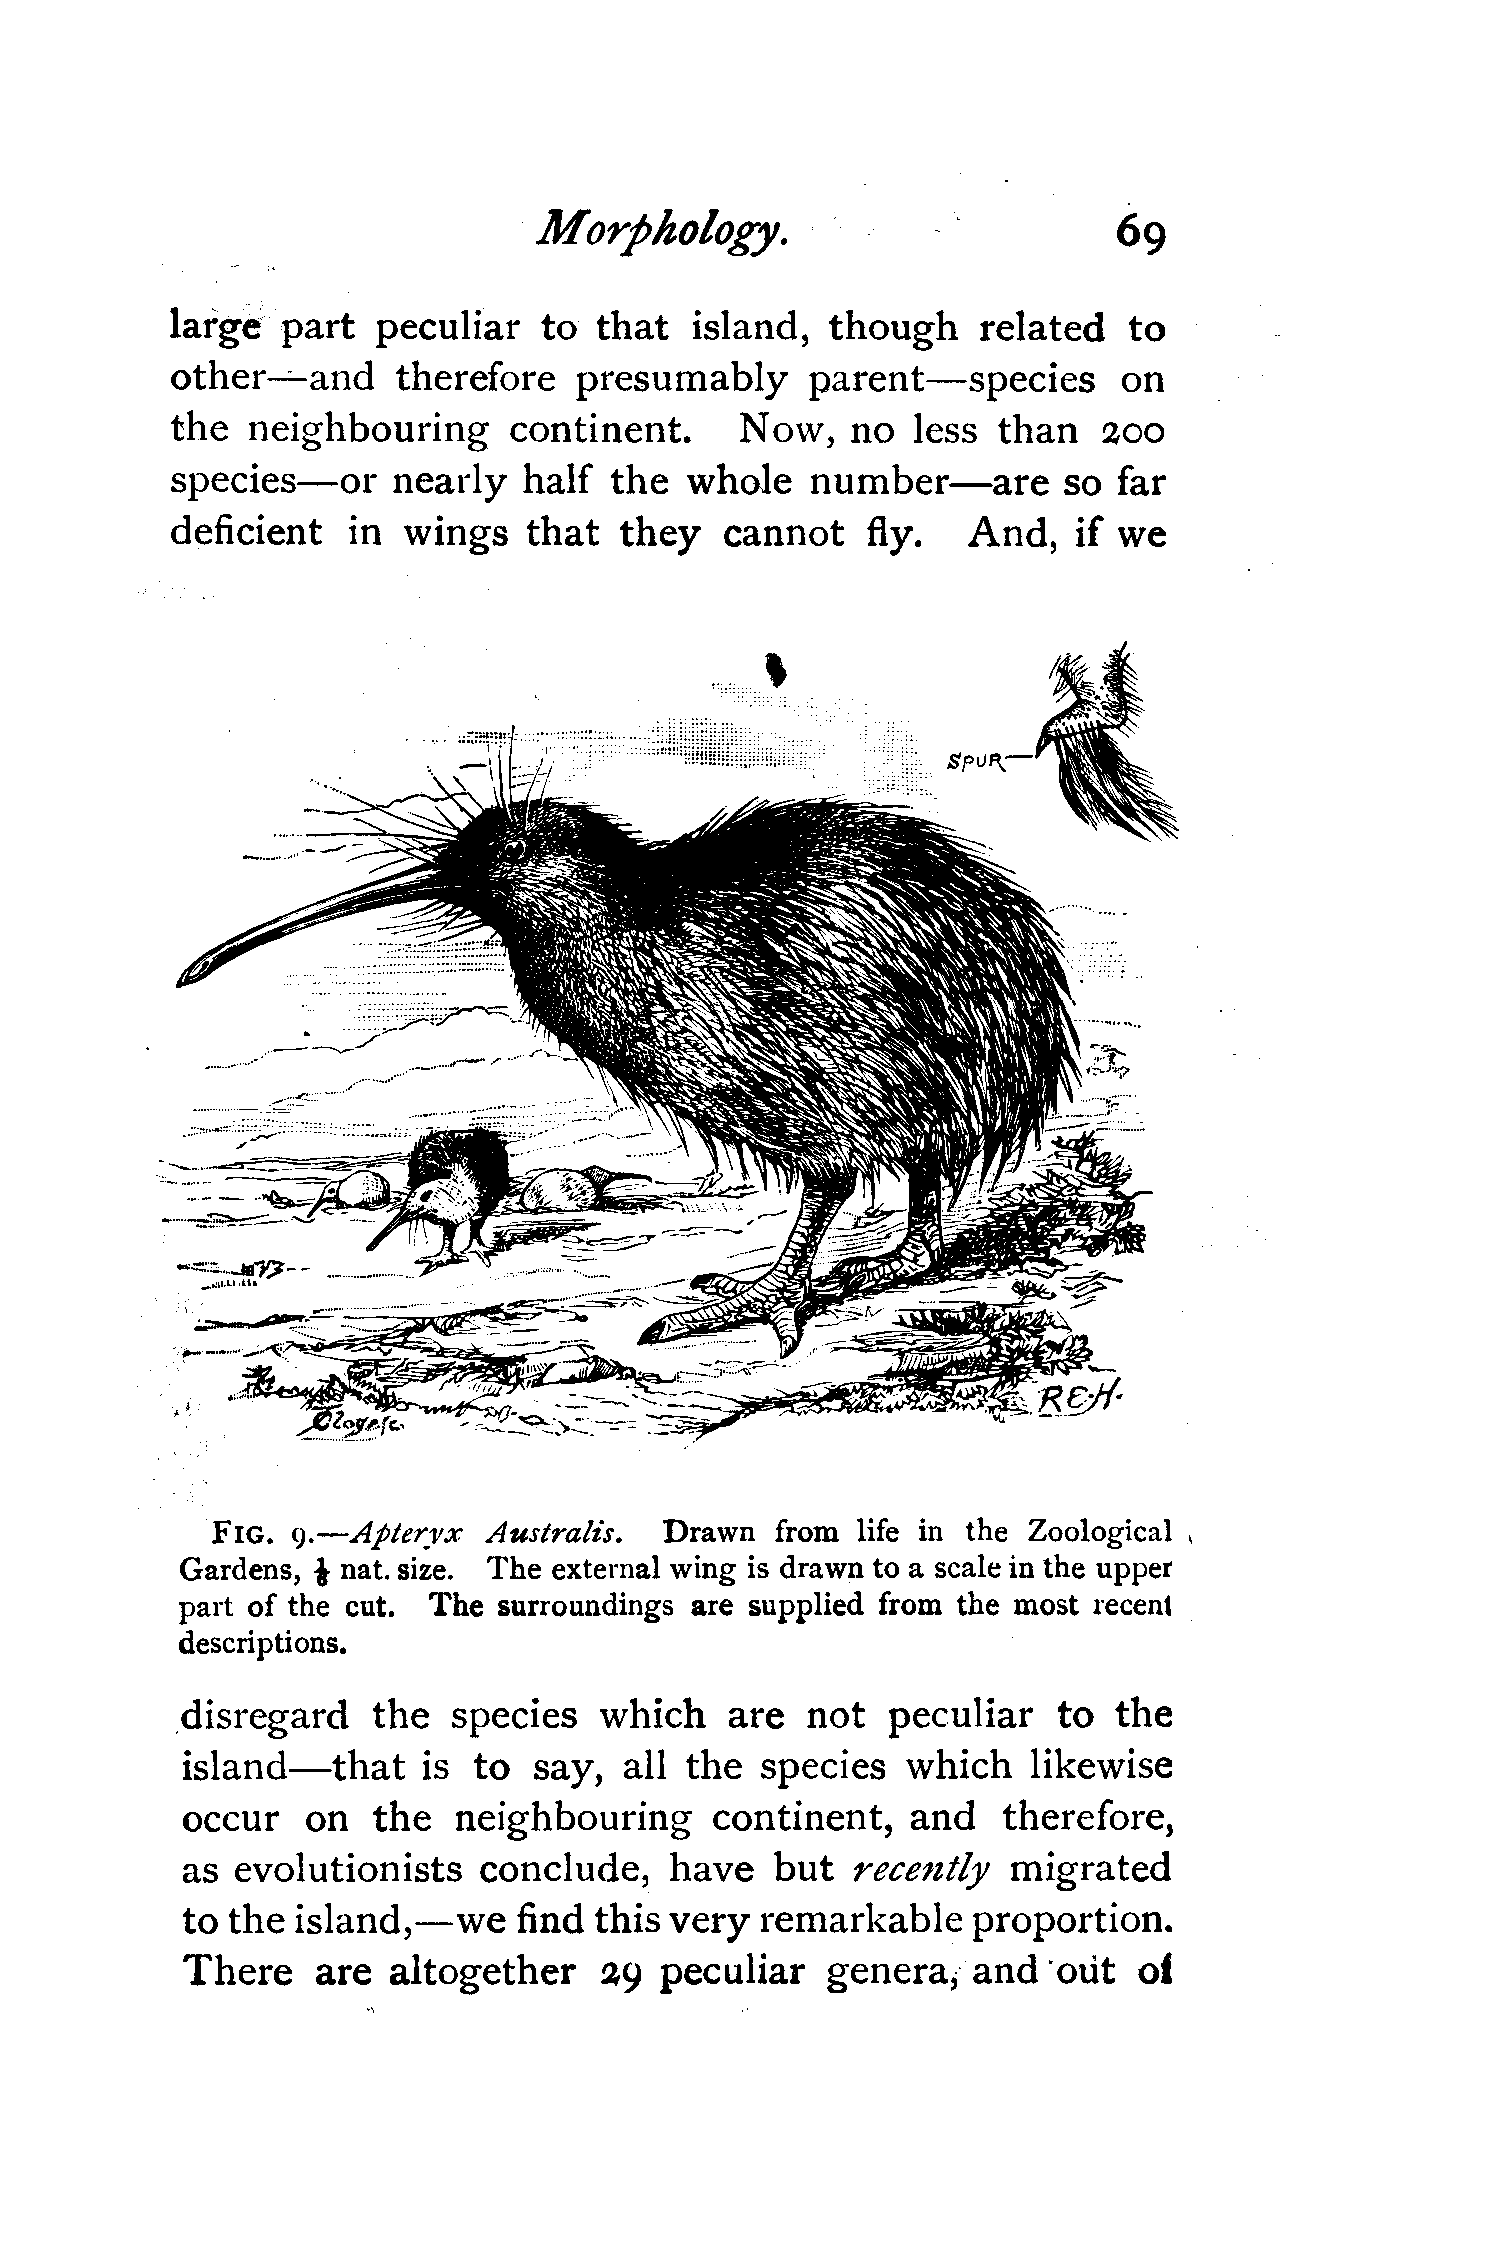 Morphology. 69
large part peculiar to that island, though related to
other—and therefore presumably parent—species on
the neighbouring continent. Now, no less than 200
species—or nearly half the whole number—are so far
deficient in wings that they cannot fly. And, if we
SPUR
R E·H·
FIG. 9.—Apteryx Australis. Drawn from life in the Zoological
Gardens, ⅛ nat. size. The external wing is drawn to a scale in the upper
part of the cut. The surroundings are supplied from the most recent
descriptions.
disregard the species which are not peculiar to the
island—that is to say, all the species which likewise
occur on the neighbouring continent, and therefore,
as evolutionists conclude, have but recently migrated
to the island,—we find this very remarkable proportion.
There are altogether 29 peculiar genera, and out of